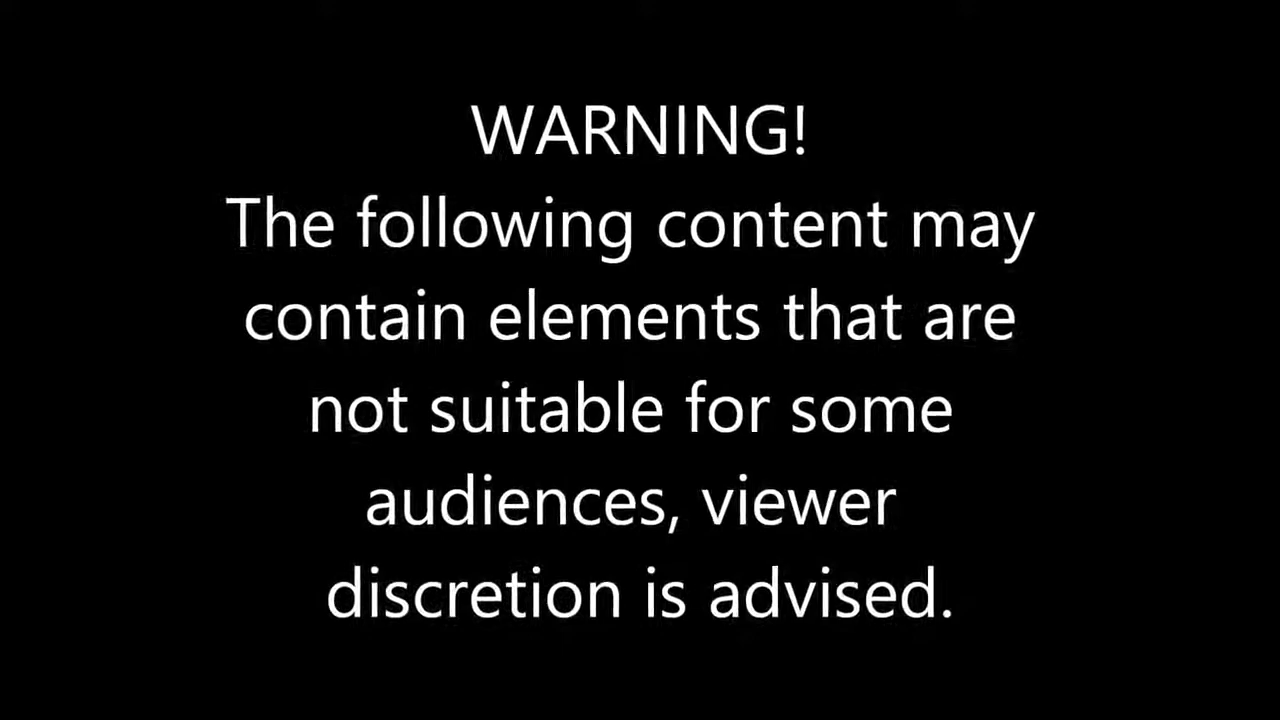 WARNING!
The following content may
contain elements that are
not suitable for some
audiences, viewer
discretion is advised.